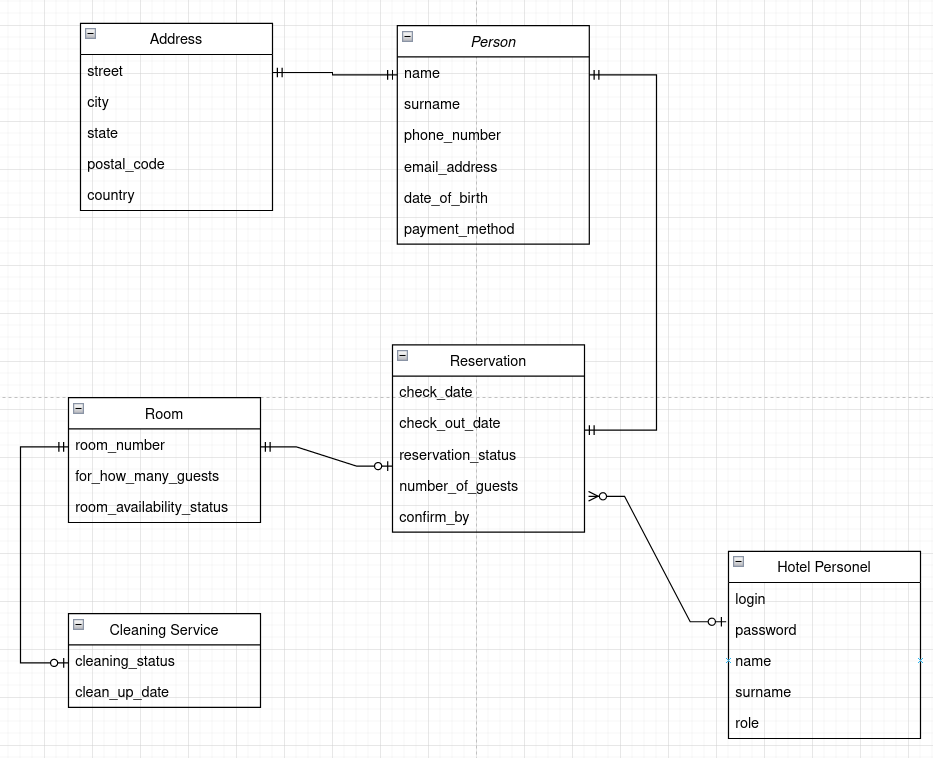 Address
street
city
state
postal_code
country
Person
name
surname
phone_number
email_address
date_of_birth
payment_method
Reservation
check_date
check_out_date
reservation_status
number_of_guests
confirm_by
Room
room_number
for_how_many_guests
room_availability_status
Cleaning Service
cleaning_status
clean_up_date
Hotel Personel
login
password
name
surname
role